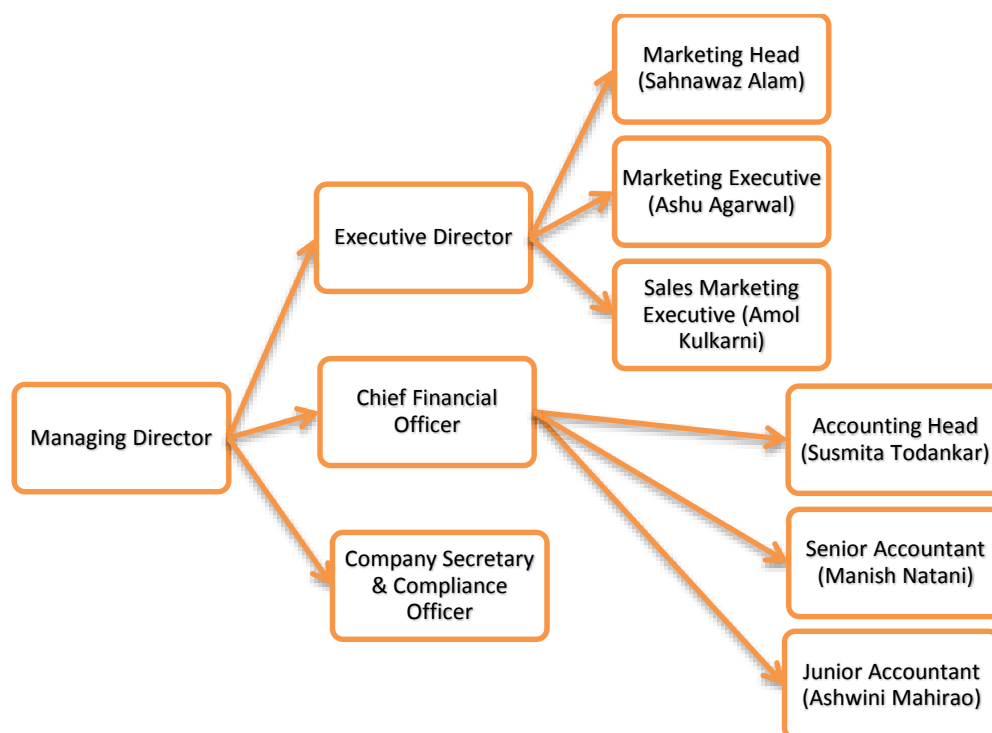 Marketing Head
(Sahnawaz Alam)
Marketing Executive
(Ashu Agarwal)
Executive Director
Sales Marketing
Executive (Amol
Kulkarni)
Chief Financial
Officer
Managing Director
Accounting Head
(Susmita Todankar)
Company Secretary
& Compliance
Officer
Senior Accountant
(Manish Natani)
Junior Accountant
(Ashwini Mahirao)